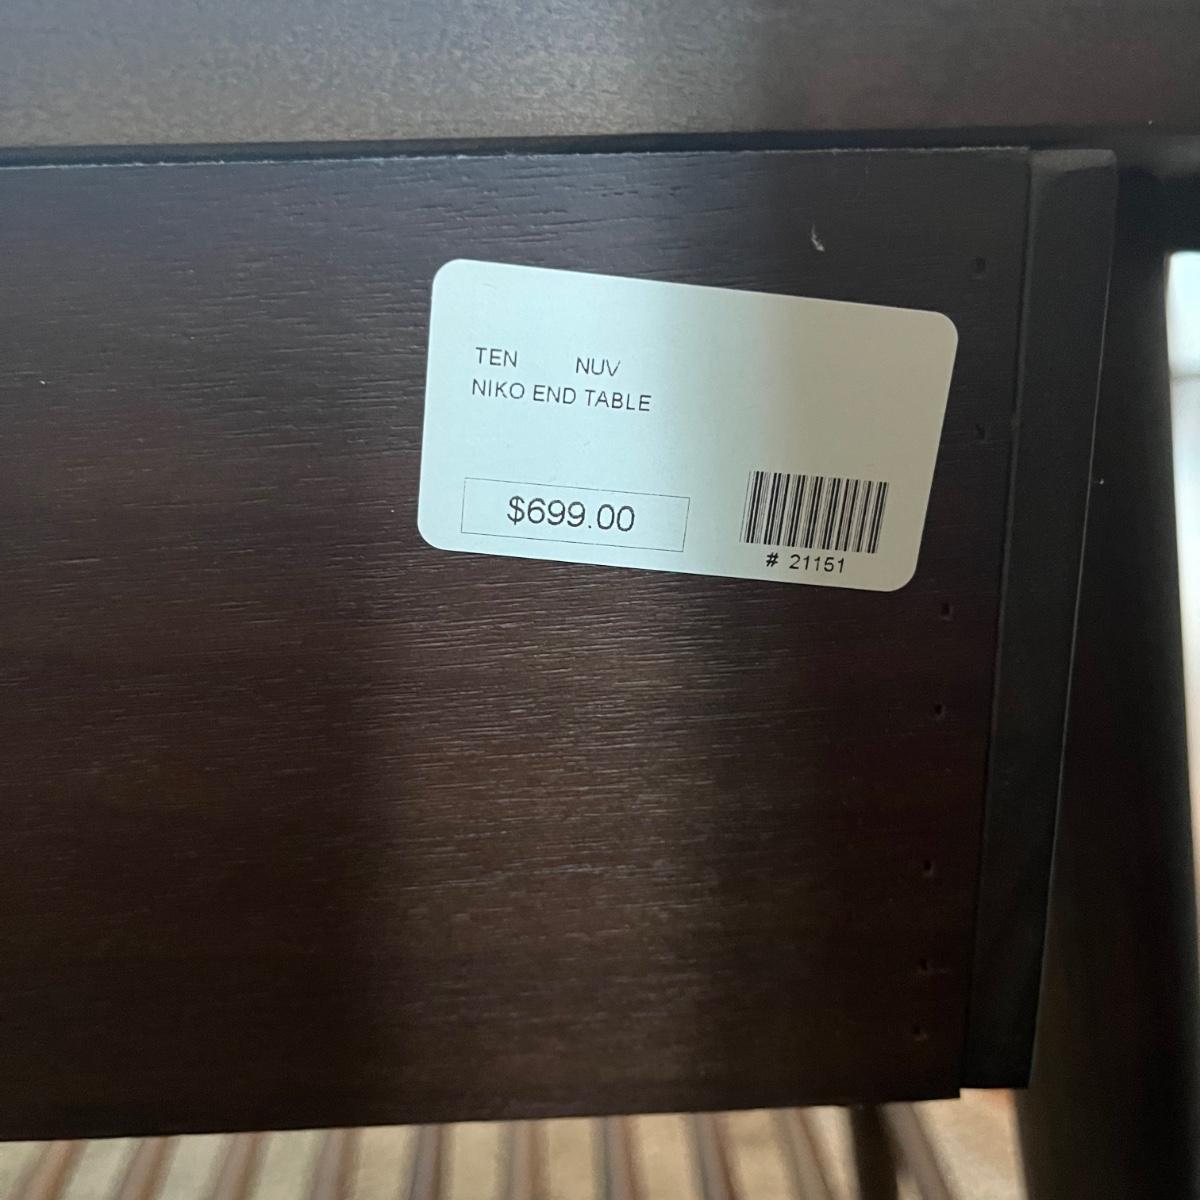 TEN NUV
NIKO END TABLE
$699.00
# 21151